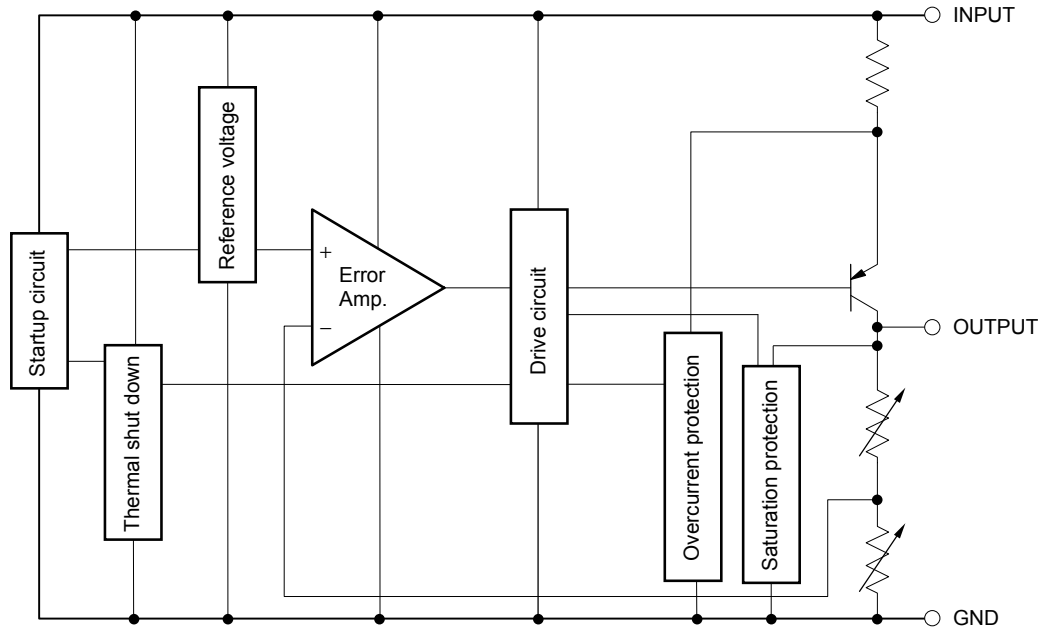 INPUT
Reference voltage
Startup circuit
+
Error
Amp.
−
Drive circuit
OUTPUT
Thermal shut down
Overcurrent protection
Saturation protection
GND